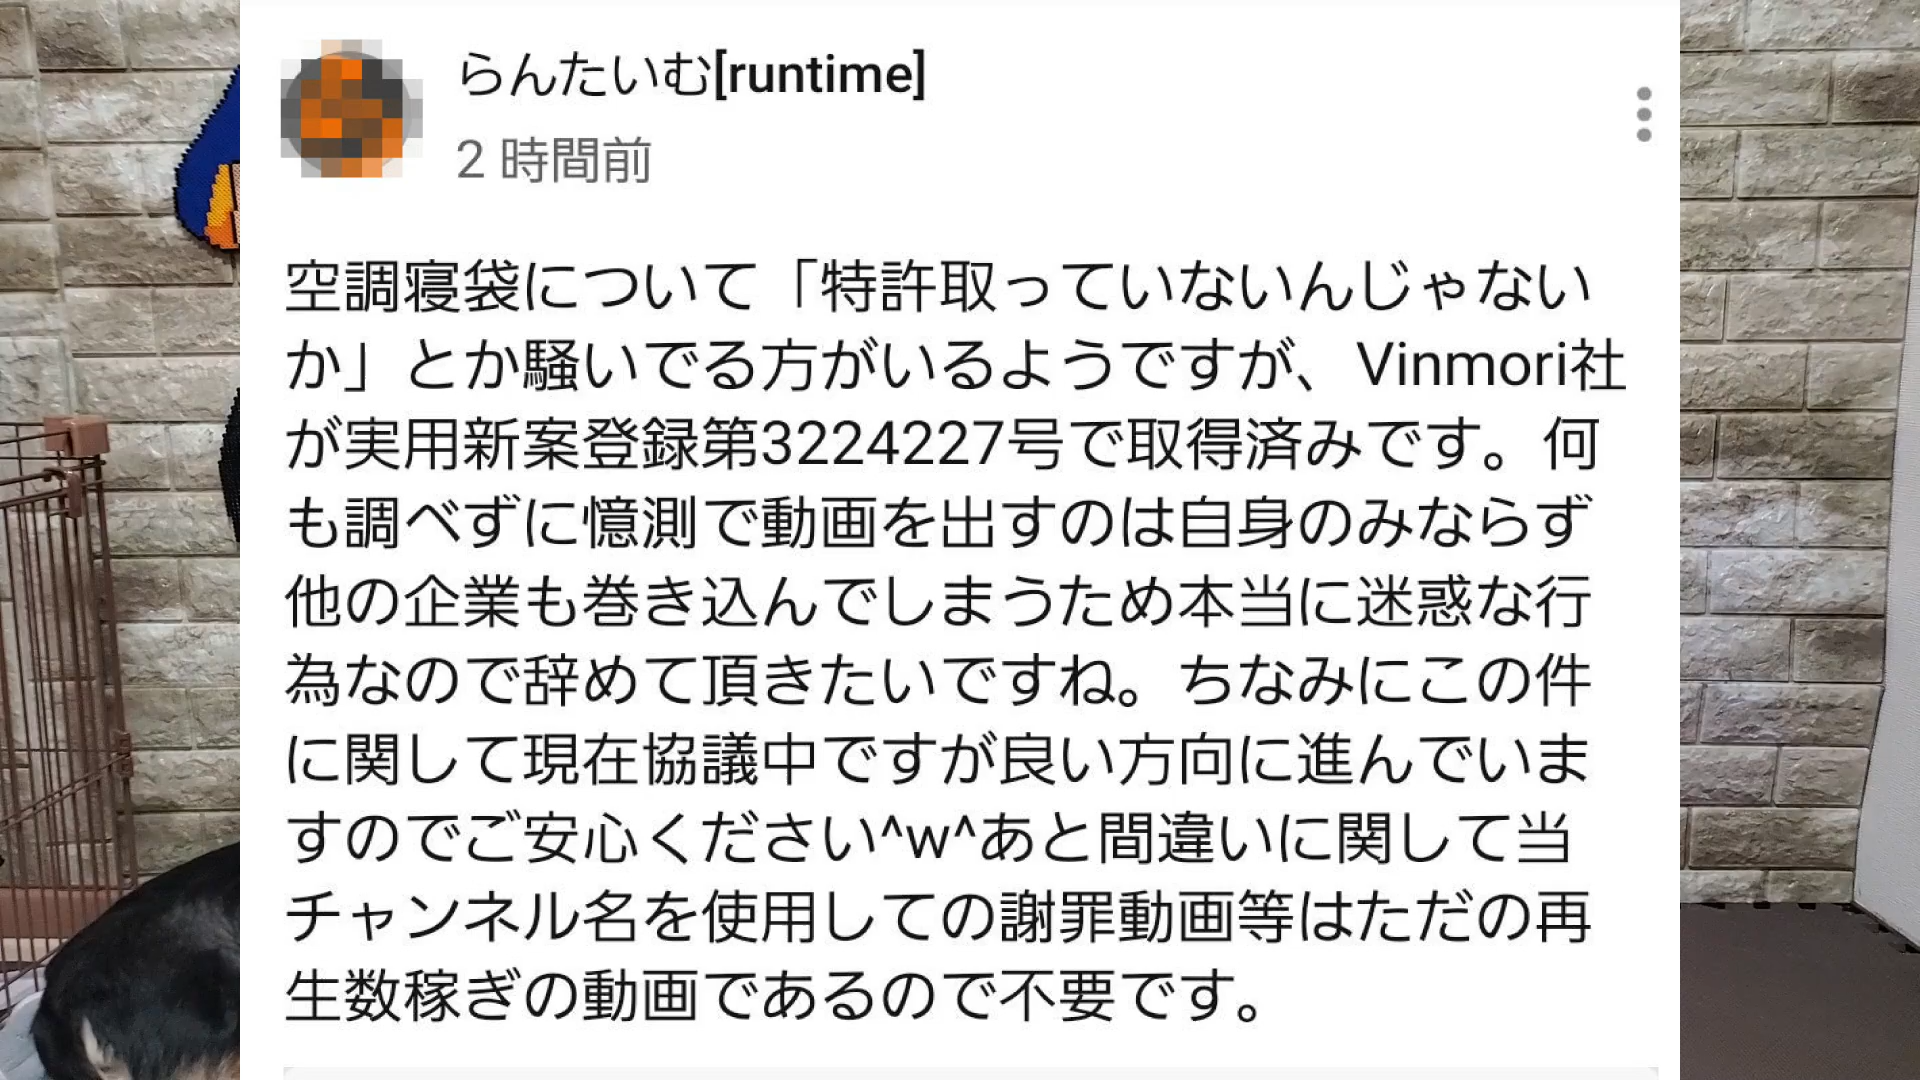 らんたいむ[runtime]
2 時間前
空調寝袋について「特許取っていないんじゃない
か」とか騒いでる方がいるようですが、Vinmori社
が実用新案登録第3224227号で取得済みです。何
も調べずに憶測で動画を出すのは自身のみならず
他の企業も巻き込んでしまうため本当に迷惑な行
為なので辞めて頂きたいですね。ちなみにこの件
に関して現在協議中ですが良い方向に進んでいま
すのでご安心ください^w^あと間違いに関して当
チャンネル名を使用しての謝罪動画等はただの再
生数稼ぎの動画であるので不要です。